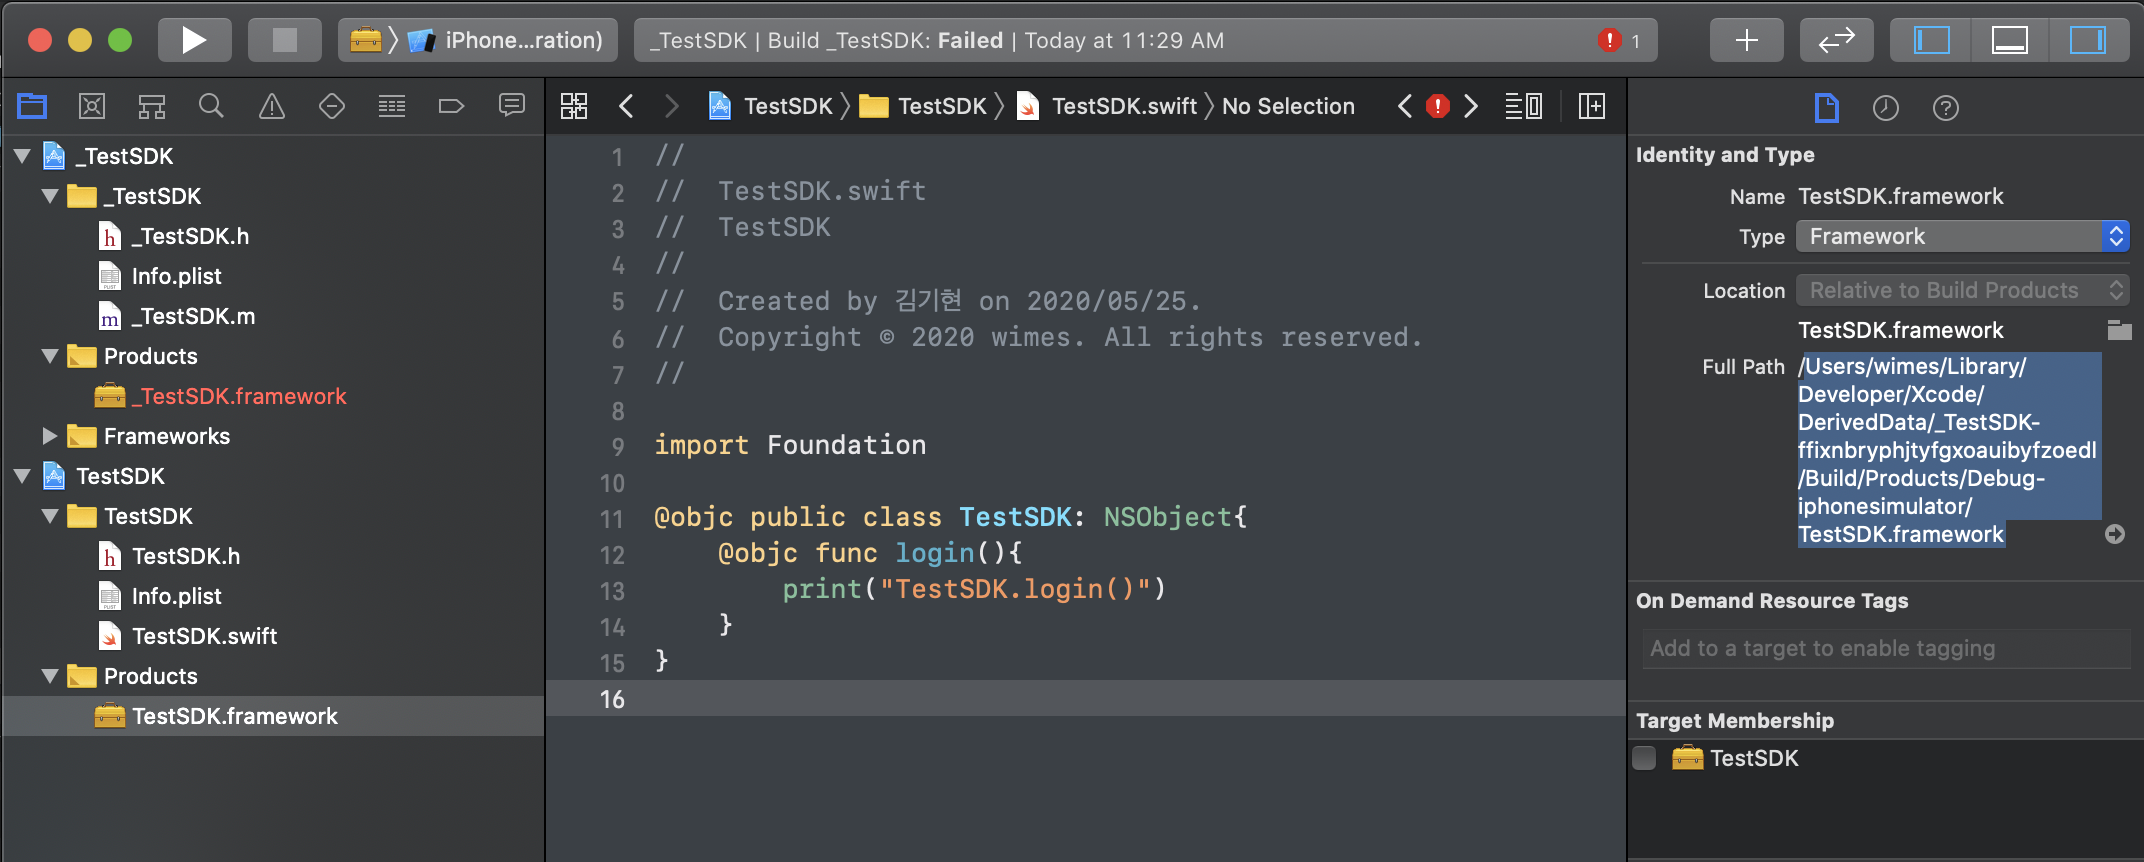 iPhone...ration)
_TestSDK | Build _TestSDK: Failed | Today at 11:29 AM
1
_TestSDK
_TestSDK
_TestSDK.h
Info.plist
_TestSDK.m
Products
_TestSDK.framework
Frameworks
TestSDK
TestSDK
TestSDK.h
Info.plist
TestSDK.swift
Products
TestSDK.framework
TestSDK
TestSDK
TestSDK.swift
No Selection
1 //
2 //  TestSDK.swift
3 //  TestSDK
4 //
5 //  Created by 김기현 on 2020/05/25.
6 //  Copyright © 2020 wimes. All rights reserved.
7 //
8
9 import Foundation
10
11 @objc public class TestSDK: NSObject{
12     @objc func login(){
13         print("TestSDK.login()")
14     }
15 }
16
Identity and Type
Name TestSDK.framework
Type Framework
Location Relative to Build Products
TestSDK.framework
Full Path /Users/wimes/Library/
Developer/Xcode/
DerivedData/_TestSDK-
ffixnbryphjtyfgxoauibyfzoedl
/Build/Products/Debug-
iphonesimulator/
TestSDK.framework
On Demand Resource Tags
Add to a target to enable tagging
Target Membership
TestSDK